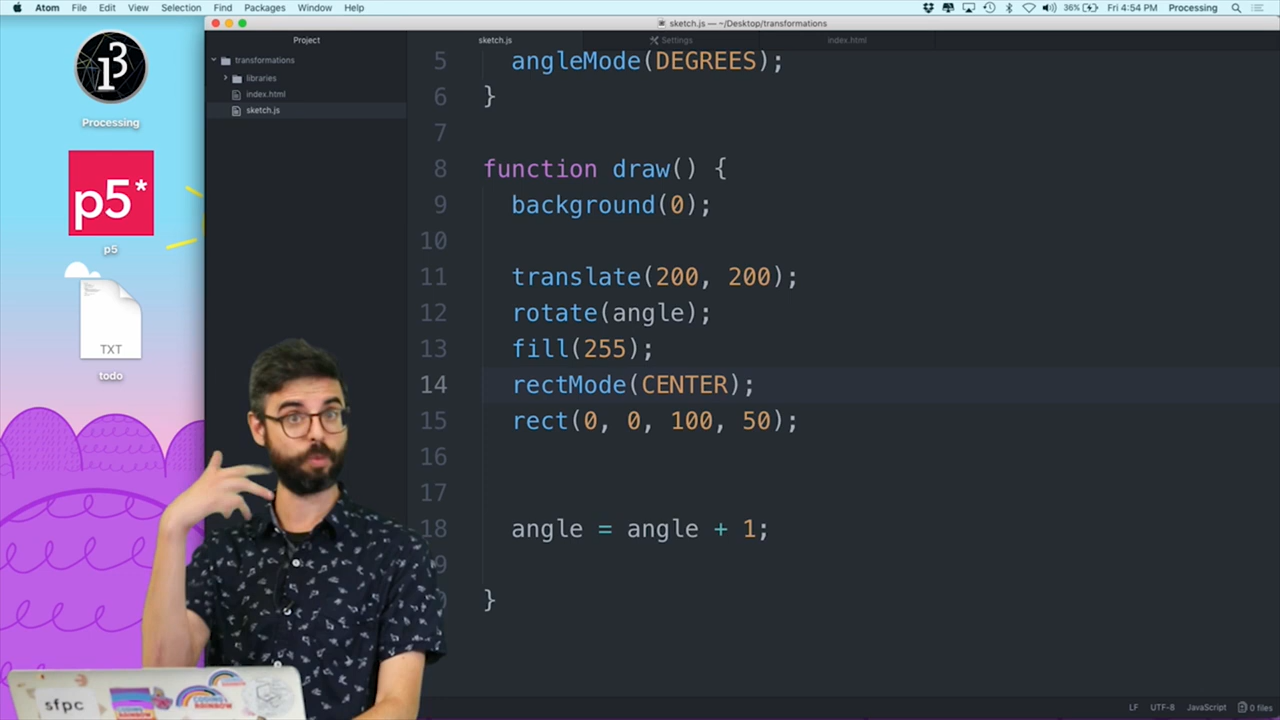 Atom File Edit View Selection Find Packages Window Help 36% Fri 4:54 PM Processing
sketch.js — ~/Desktop/transformations
Project sketch.js Settings index.html
transformations
libraries
index.html
sketch.js
13
Processing
p5*
p5
TXT
todo
5 angleMode(DEGREES);
6 }
7
8 function draw() {
9 background(0);
10
11 translate(200, 200);
12 rotate(angle);
13 fill(255);
14 rectMode(CENTER);
15 rect(0, 0, 100, 50);
16
17
18 angle = angle + 1;
9
}
sfpc
CODING
RAINBOW
LF UTF-8 JavaScript 0 files